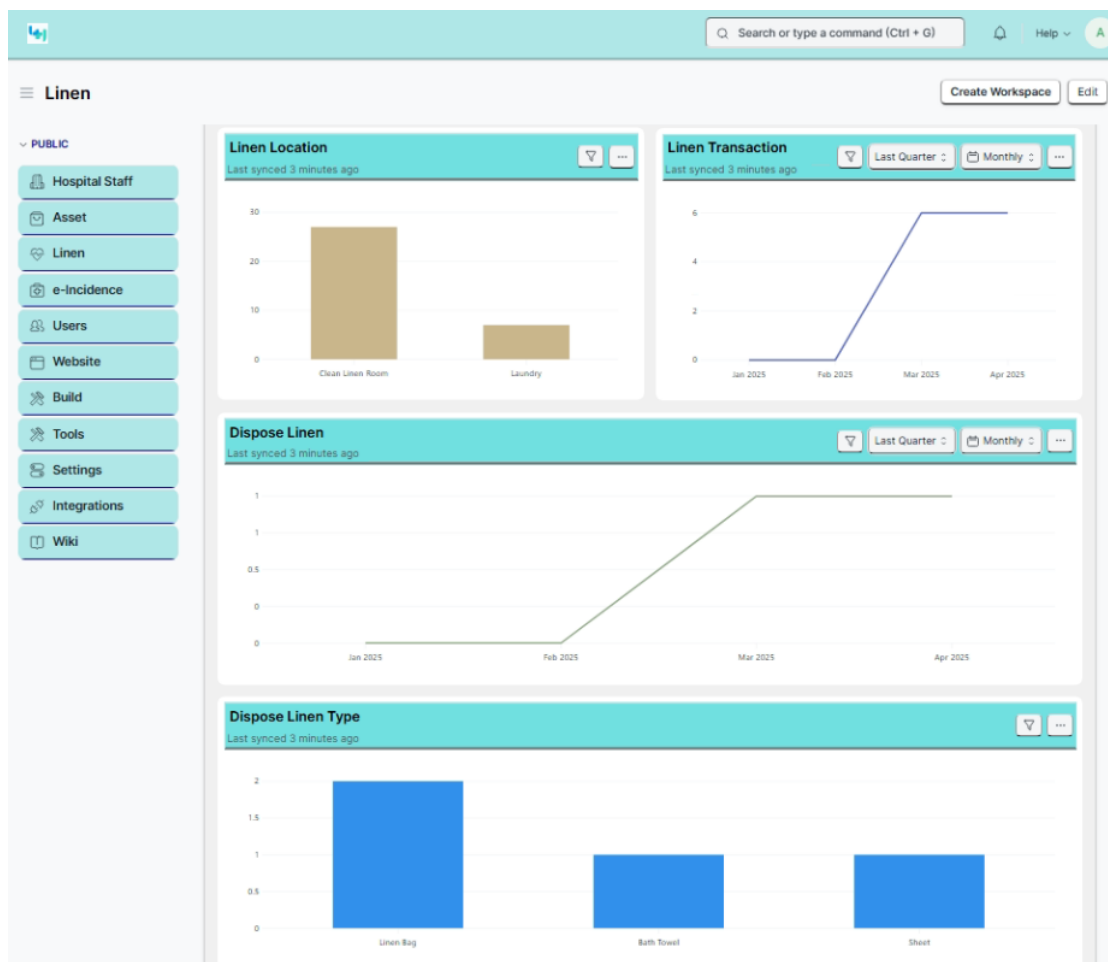 Search or type a command (Ctrl + G)
Help
A
Linen
Create Workspace
Edit
PUBLIC
Hospital Staff
Asset
Linen
e-Incidence
Users
Website
Build
Tools
Settings
Integrations
Wiki
Linen Location
Last synced 3 minutes ago
...
30
20
10
0
Clean Linen Room Laundry
Linen Transaction
Last synced 3 minutes ago
Last Quarter
Monthly
...
6
4
2
0
Jan 2025 Feb 2025 Mar 2025 Apr 2025
Dispose Linen
Last synced 3 minutes ago
Last Quarter
Monthly
...
1
1
0.5
0
0
Jan 2025 Feb 2025 Mar 2025 Apr 2025
Dispose Linen Type
Last synced 3 minutes ago
...
2
1.5
1
0.5
0
Linen Bag Bath Towel Sheet